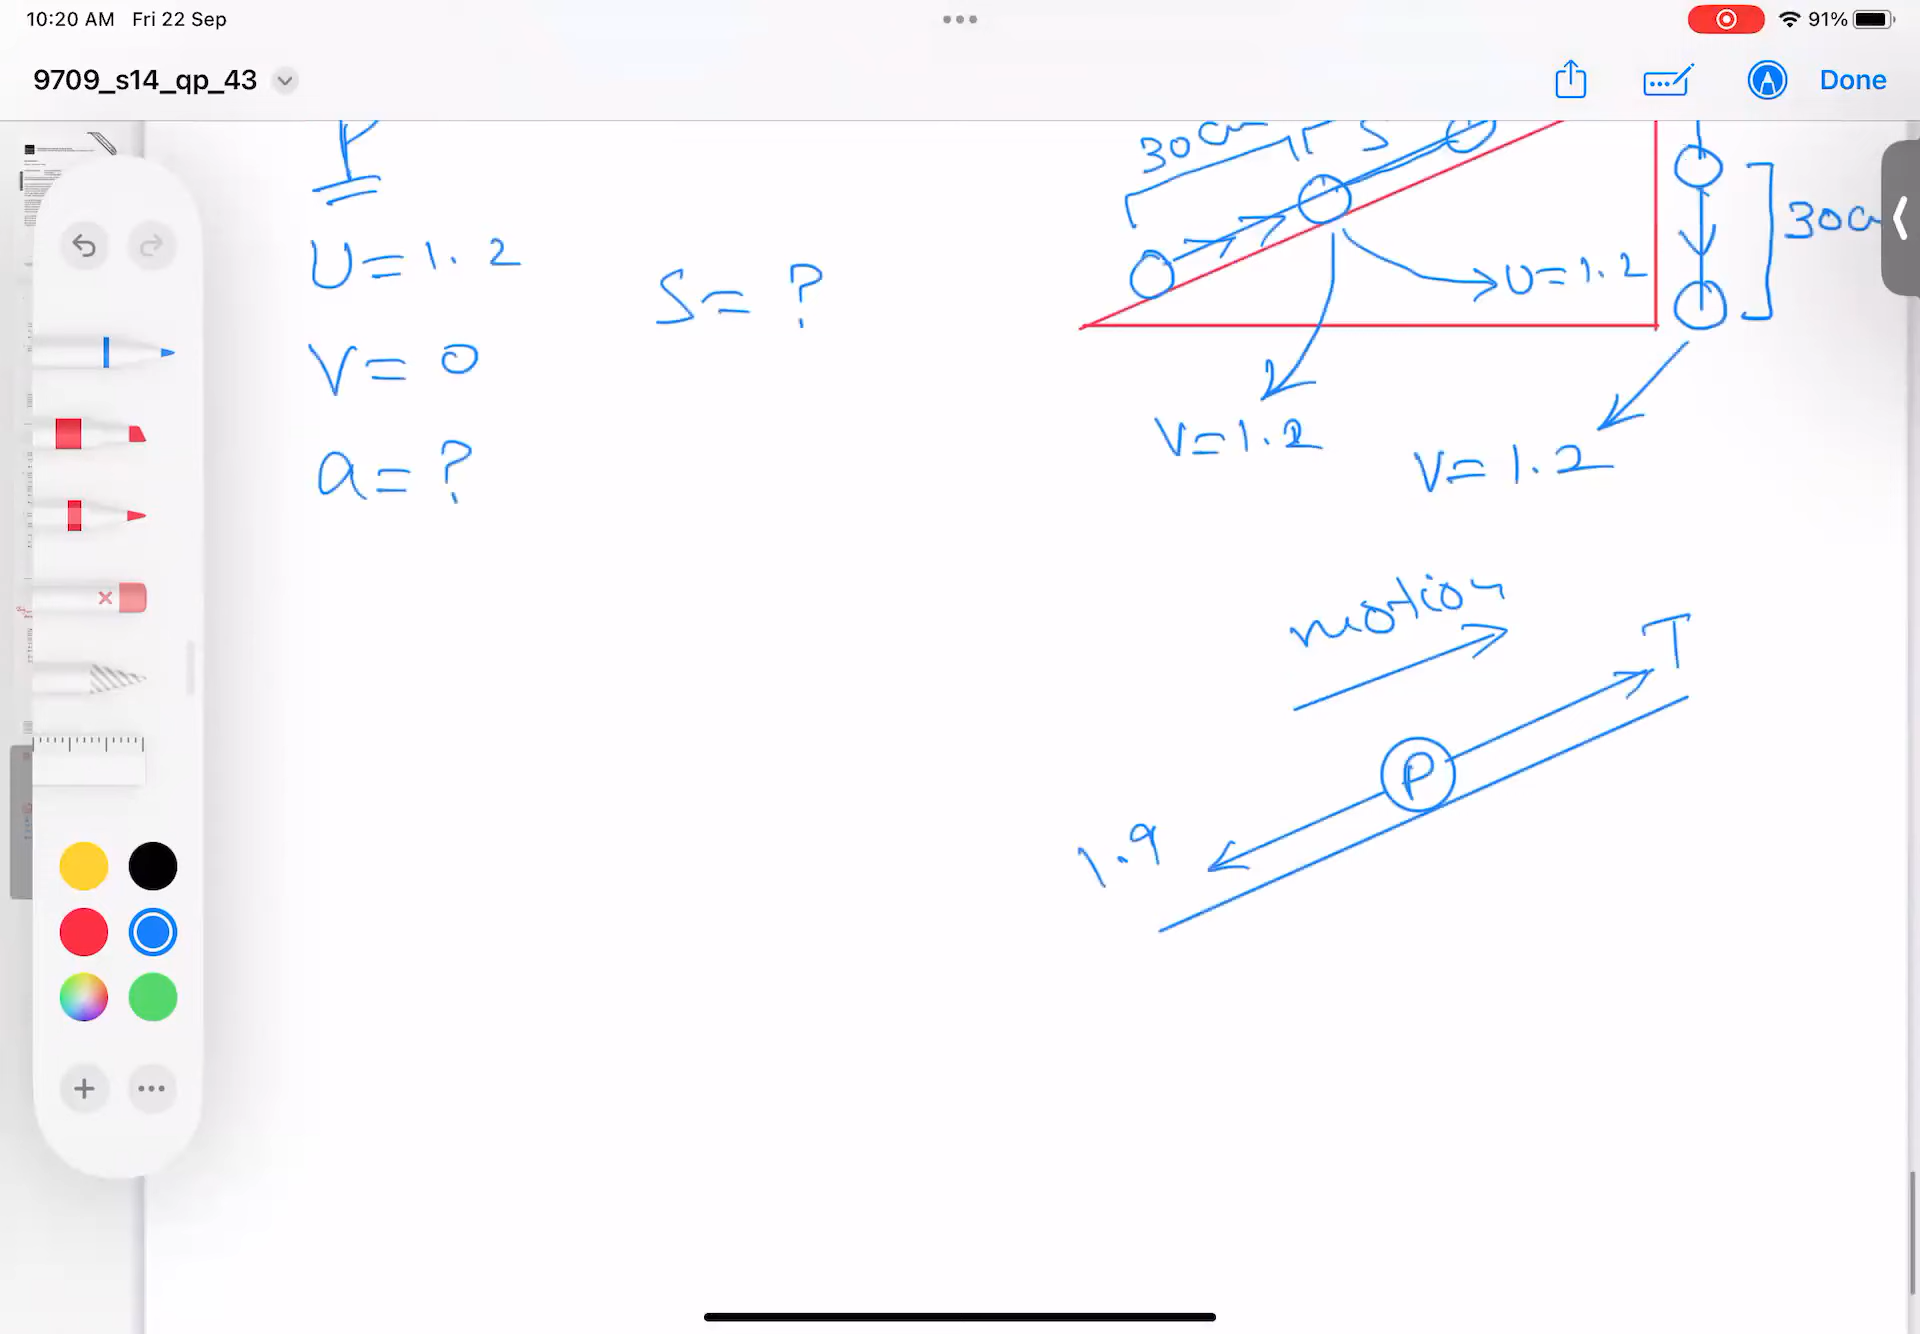 10:20 AM Fri 22 Sep
91%
9709_s14_qp_43
Done
P
30cm
S
U = 1.2
S = ?
30c
U = 1.2
V = 0
V = 1.2
V = 1.2
a = ?
motion
T
P
1.9